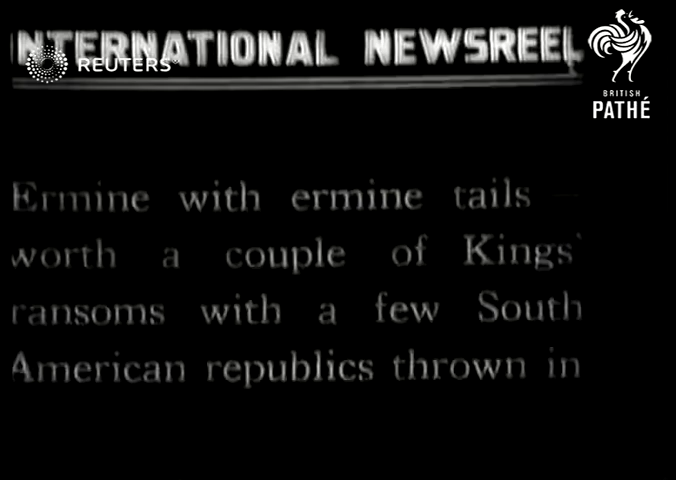 INTERNATIONAL NEWSREEL
REUTERS
BRITISH
PATHÉ
Ermine with ermine tails —
worth a couple of Kings'
ransoms with a few South
American republics thrown in